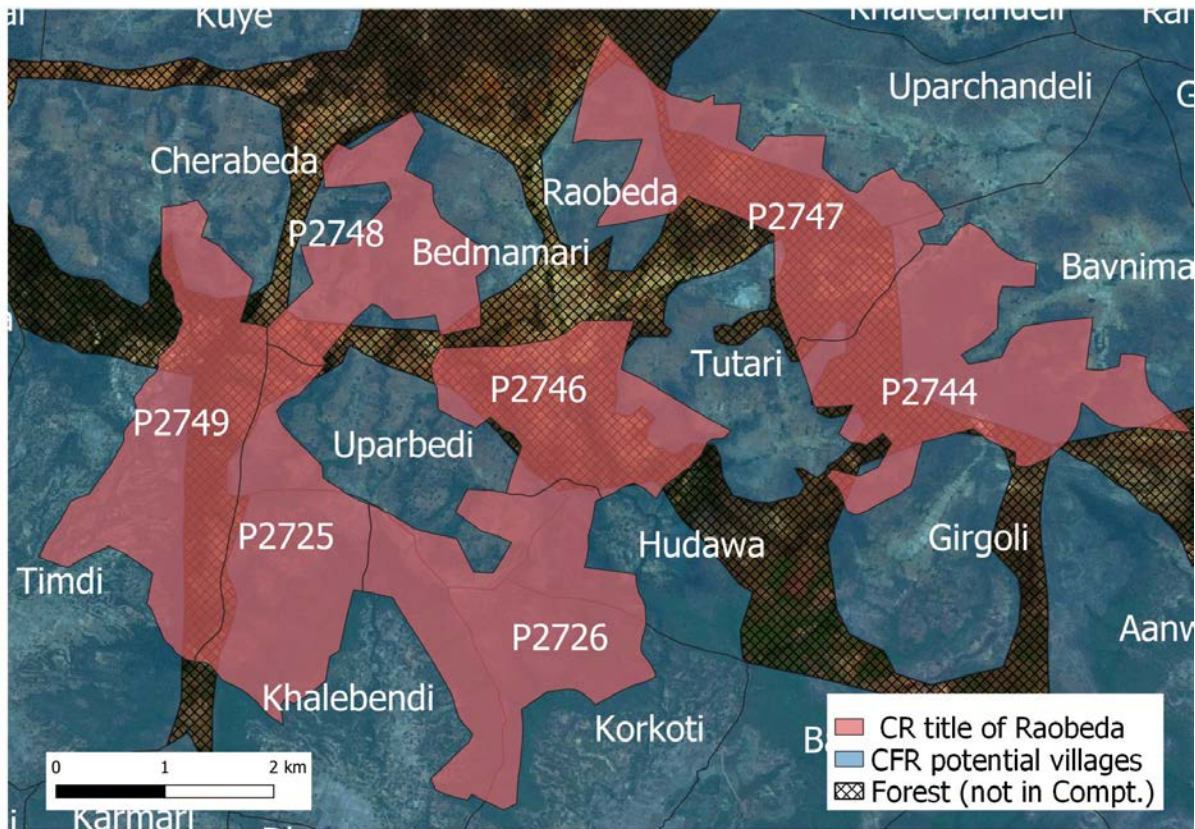 Kuye
Khalechandeli
Uparchandeli
Cherabeda
Raobeda
P2748
P2747
Bedmamari
Bavnima
Tutari
P2746
P2744
P2749
Uparbedi
P2725
Hudawa
Girgoli
Timdi
P2726
Aanw
Khalebendi
Korkoti
CR title of Raobeda
CFR potential villages
Forest (not in Compt.)
0 1 2 km
Karmari